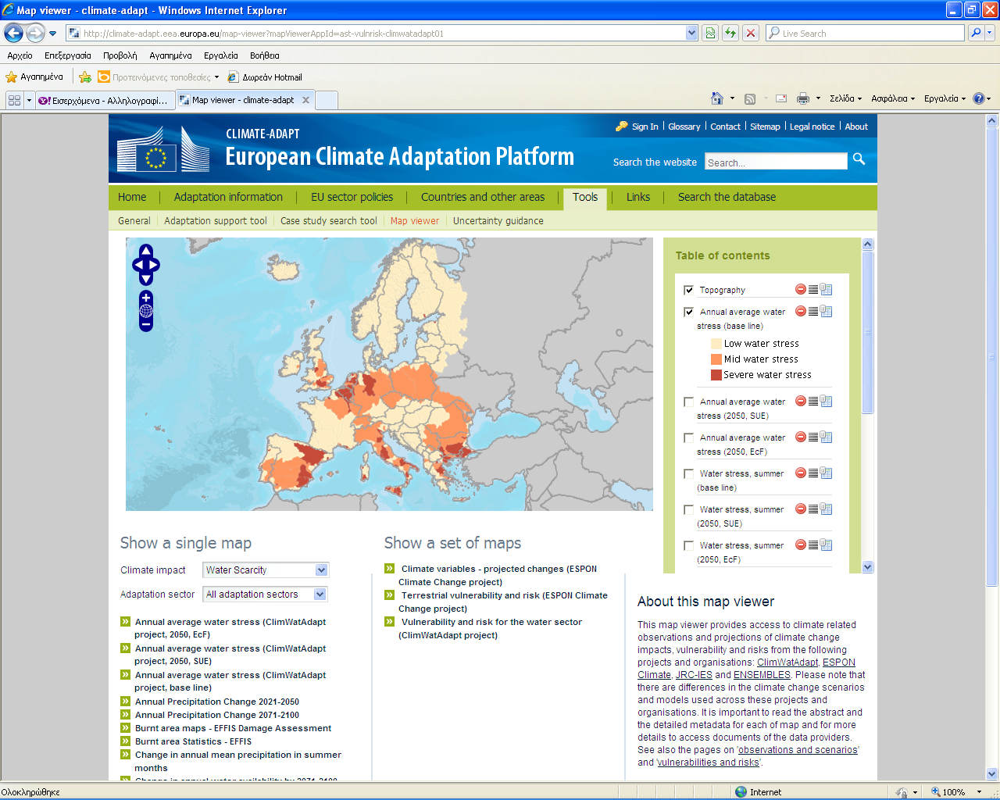 Map viewer - climate-adapt - Windows Internet Explorer
http://climate-adapt.eea.europa.eu/map-viewer?mapViewerAppId=ast-vulnrisk-climwatadapt01
Live Search
Αρχείο Επεξεργασία Προβολή Αγαπημένα Εργαλεία Βοήθεια
Αγαπημένα Προτεινόμενες τοποθεσίες Δωρεάν Hotmail
Εισερχόμενα - Αλληλογραφί... Map viewer - climate-adapt
Σελίδα Ασφάλεια Εργαλεία
Sign In Glossary Contact Sitemap Legal notice About
CLIMATE-ADAPT
European Climate Adaptation Platform
Search the website Search...
Home Adaptation information EU sector policies Countries and other areas Tools Links Search the database
General Adaptation support tool Case study search tool Map viewer Uncertainty guidance
Table of contents
Topography
Annual average water
stress (base line)
Low water stress
Mid water stress
Severe water stress
Annual average water
stress (2050, SUE)
Annual average water
stress (2050, EcF)
Water stress, summer
(base line)
Water stress, summer
(2050, SUE)
Water stress, summer
(2050, EcF)
Show a single map
Climate impact Water Scarcity
Adaptation sector All adaptation sectors
Annual average water stress (ClimWatAdapt
project, 2050, EcF)
Annual average water stress (ClimWatAdapt
project, 2050, SUE)
Annual average water stress (ClimWatAdapt
project, base line)
Annual Precipitation Change 2021-2050
Annual Precipitation Change 2071-2100
Burnt area maps - EFFIS Damage Assessment
Burnt area Statistics - EFFIS
Change in annual mean precipitation in summer
months
Change in annual water availability by 2071-2100
Show a set of maps
Climate variables - projected changes (ESPON
Climate Change project)
Terrestrial vulnerability and risk (ESPON Climate
Change project)
Vulnerability and risk for the water sector
(ClimWatAdapt project)
About this map viewer
This map viewer provides access to climate related
observations and projections of climate change
impacts, vulnerability and risks from the following
projects and organisations: ClimWatAdapt, ESPON
Climate, JRC-IES and ENSEMBLES. Please note that
there are differences in the climate change scenarios
and models used across these projects and
organisations. It is important to read the abstract and
the detailed metadata for each of map and for more
details to access documents of the data providers.
See also the pages on 'observations and scenarios'
and 'vulnerabilities and risks'.
Ολοκληρώθηκε Internet 100%